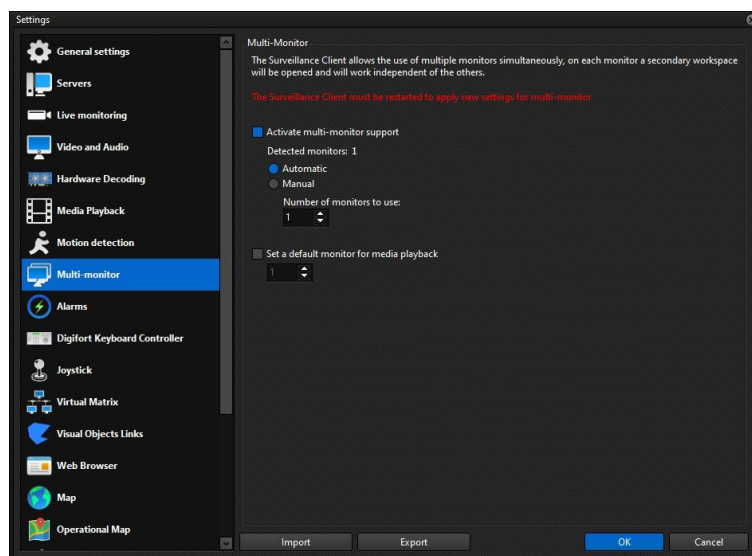 Settings
General settings
Servers
Live monitoring
Video and Audio
Hardware Decoding
Media Playback
Motion detection
Multi-monitor
Alarms
Digifort Keyboard Controller
Joystick
Virtual Matrix
Visual Objects Links
Web Browser
Map
Operational Map
Multi-Monitor
The Surveillance Client allows the use of multiple monitors simultaneously, on each monitor a secondary workspace
will be opened and will work independent of the others.
The Surveillance Client must be restarted to apply new settings for multi-monitor
Activate multi-monitor support
Detected monitors: 1
Automatic
Manual
Number of monitors to use:
1
Set a default monitor for media playback
1
Import Export OK Cancel